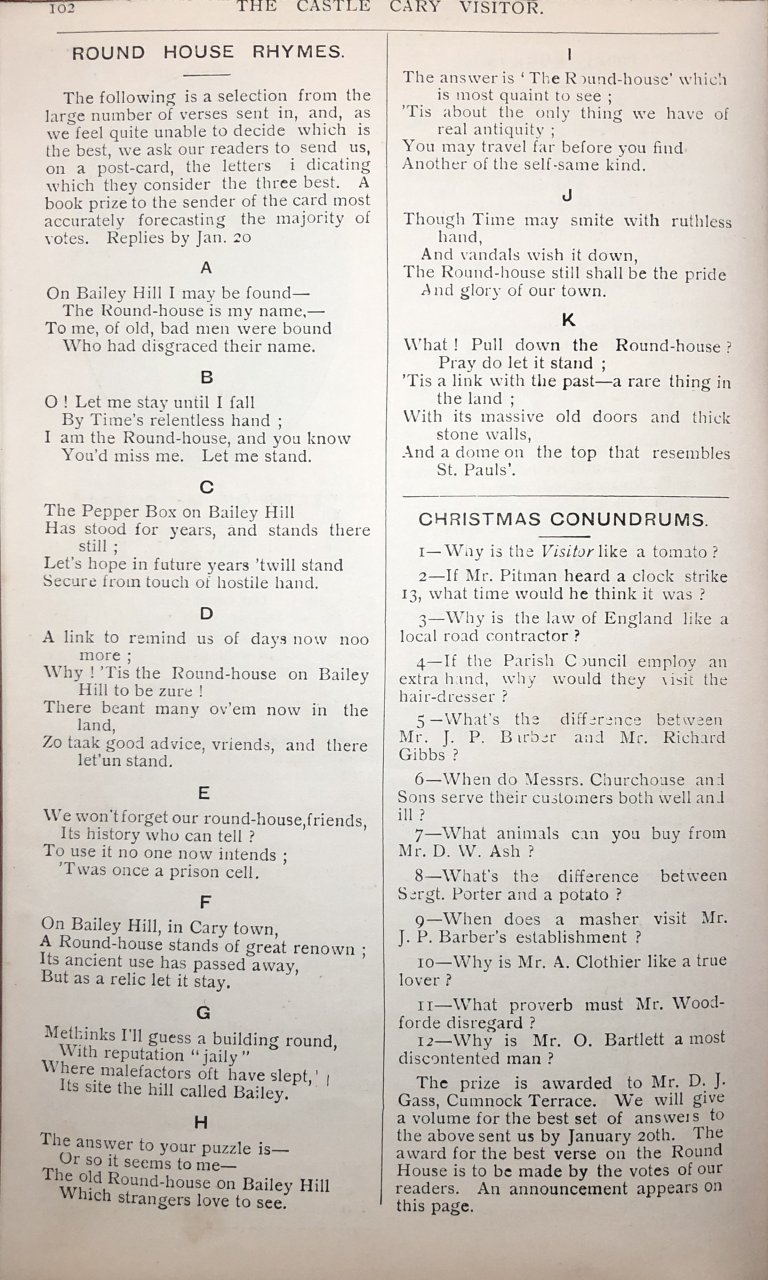 102
THE CASTLE CARY VISITOR.
ROUND HOUSE RHYMES.
The following is a selection from the
large number of verses sent in, and, as
we feel quite unable to decide which is
the best, we ask our readers to send us,
on a post-card, the letters i dicating
which they consider the three best. A
book prize to the sender of the card most
accurately forecasting the majority of
votes. Replies by Jan. 20
A
On Bailey Hill I may be found—
The Round-house is my name,—
To me, of old, bad men were bound
Who had disgraced their name.
B
O ! Let me stay until I fall
By Time's relentless hand ;
I am the Round-house, and you know
You'd miss me. Let me stand.
C
The Pepper Box on Bailey Hill
Has stood for years, and stands there
still ;
Let's hope in future years 'twill stand
Secure from touch of hostile hand.
D
A link to remind us of days now noo
more ;
Why ! 'Tis the Round-house on Bailey
Hill to be zure !
There beant many ov'em now in the
land,
Zo taak good advice, vriends, and there
let'un stand.
E
We won't forget our round-house, friends,
Its history who can tell ?
To use it no one now intends ;
'Twas once a prison cell.
F
On Bailey Hill, in Cary town,
A Round-house stands of great renown ;
Its ancient use has passed away,
But as a relic let it stay.
G
Methinks I'll guess a building round,
With reputation "jaily"
Where malefactors oft have slept,'
Its site the hill called Bailey.
H
The answer to your puzzle is—
Or so it seems to me—
The old Round-house on Bailey Hill
Which strangers love to see.
I
The answer is 'The Round-house' which
is most quaint to see ;
'Tis about the only thing we have of
real antiquity ;
You may travel far before you find
Another of the self-same kind.
J
Though Time may smite with ruthless
hand,
And vandals wish it down,
The Round-house still shall be the pride
And glory of our town.
K
What ! Pull down the Round-house ?
Pray do let it stand ;
'Tis a link with the past—a rare thing in
the land ;
With its massive old doors and thick
stone walls,
And a dome on the top that resembles
St. Pauls'.
CHRISTMAS CONUNDRUMS.
1—Why is the Visitor like a tomato ?
2—If Mr. Pitman heard a clock strike
13, what time would he think it was ?
3—Why is the law of England like a
local road contractor ?
4—If the Parish Council employ an
extra hand, why would they visit the
hair-dresser ?
5—What's the difference between
Mr. J. P. Barber and Mr. Richard
Gibbs ?
6—When do Messrs. Churchouse and
Sons serve their customers both well and
ill ?
7—What animals can you buy from
Mr. D. W. Ash ?
8—What's the difference between
Sergt. Porter and a potato ?
9—When does a masher visit Mr.
J. P. Barber's establishment ?
10—Why is Mr. A. Clothier like a true
lover ?
11—What proverb must Mr. Wood-
forde disregard ?
12—Why is Mr. O. Bartlett a most
discontented man ?
The prize is awarded to Mr. D. J.
Gass, Cumnock Terrace. We will give
a volume for the best set of answers to
the above sent us by January 20th. The
award for the best verse on the Round
House is to be made by the votes of our
readers. An announcement appears on
this page.